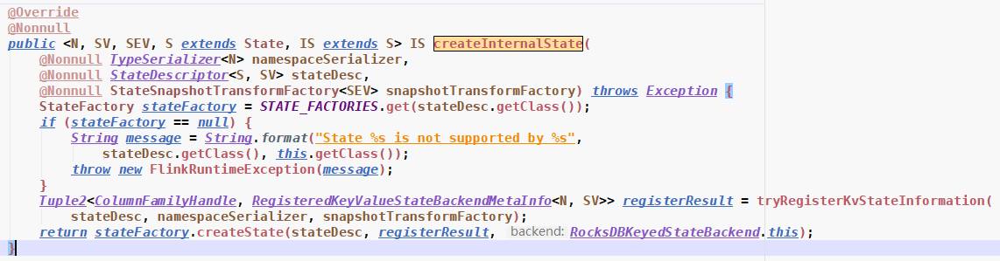 @Override
@Nonnull
public <N, SV, SEV, S extends State, IS extends S> IS createInternalState(
@Nonnull TypeSerializer<N> namespaceSerializer,
@Nonnull StateDescriptor<S, SV> stateDesc,
@Nonnull StateSnapshotTransformFactory<SEV> snapshotTransformFactory) throws Exception {
StateFactory stateFactory = STATE_FACTORIES.get(stateDesc.getClass());
if (stateFactory == null) {
String message = String.format("State %s is not supported by %s",
stateDesc.getClass(), this.getClass());
throw new FlinkRuntimeException(message);
}
Tuple2<ColumnFamilyHandle, RegisteredKeyValueStateBackendMetaInfo<N, SV>> registerResult = tryRegisterKvStateInformation(
stateDesc, namespaceSerializer, snapshotTransformFactory);
return stateFactory.createState(stateDesc, registerResult, backend: RocksDBKeyedStateBackend.this);
}